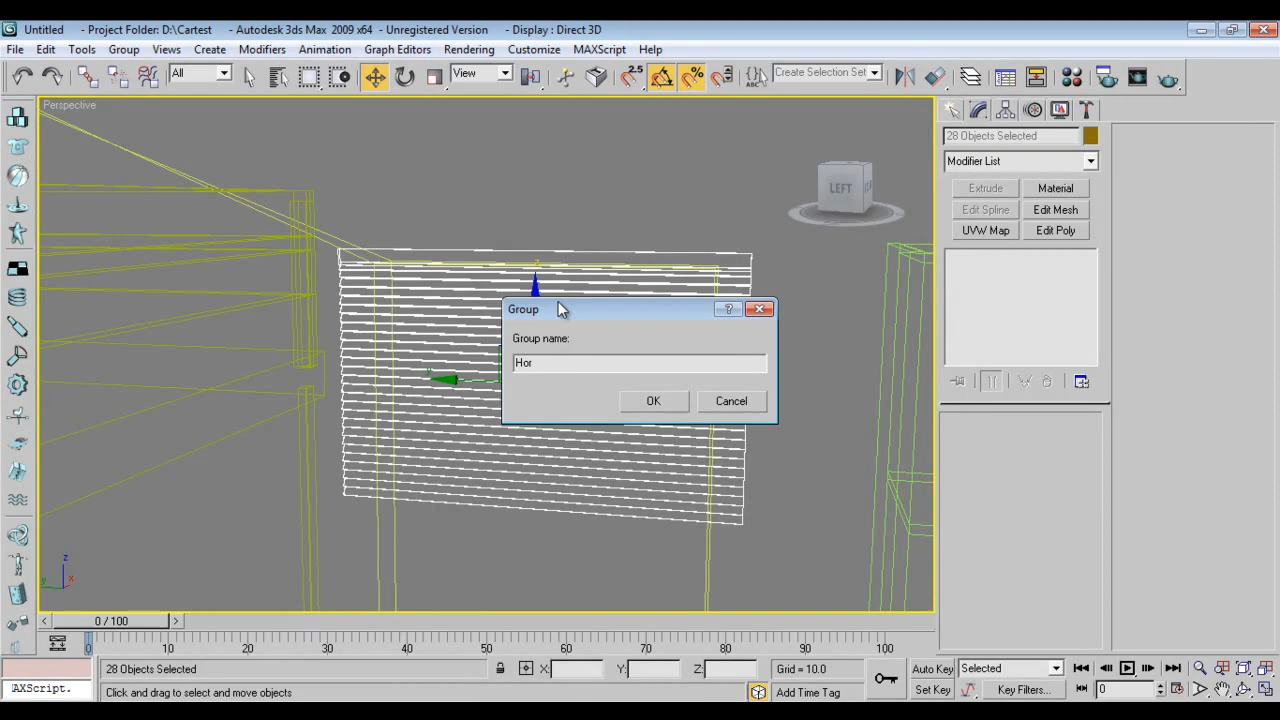 Untitled - Project Folder: D:\Cartest - Autodesk 3ds Max 2009 x64 - Unregistered Version - Display : Direct 3D
File Edit Tools Group Views Create Modifiers Animation Graph Editors Rendering Customize MAXScript Help
All View 2.5 ABC Create Selection Set
Perspective
28 Objects Selected
Modifier List
LEFT
Extrude Material
Edit Spline Edit Mesh
UVW Map Edit Poly
Group
Group name:
Hor
OK Cancel
z
y
z
y x
0 / 100
0 10 20 30 40 50 60 70 80 90 100
28 Objects Selected X: Y: Z: Grid = 10.0 Auto Key Selected
AXScript. Click and drag to select and move objects Add Time Tag Set Key Key Filters... 0